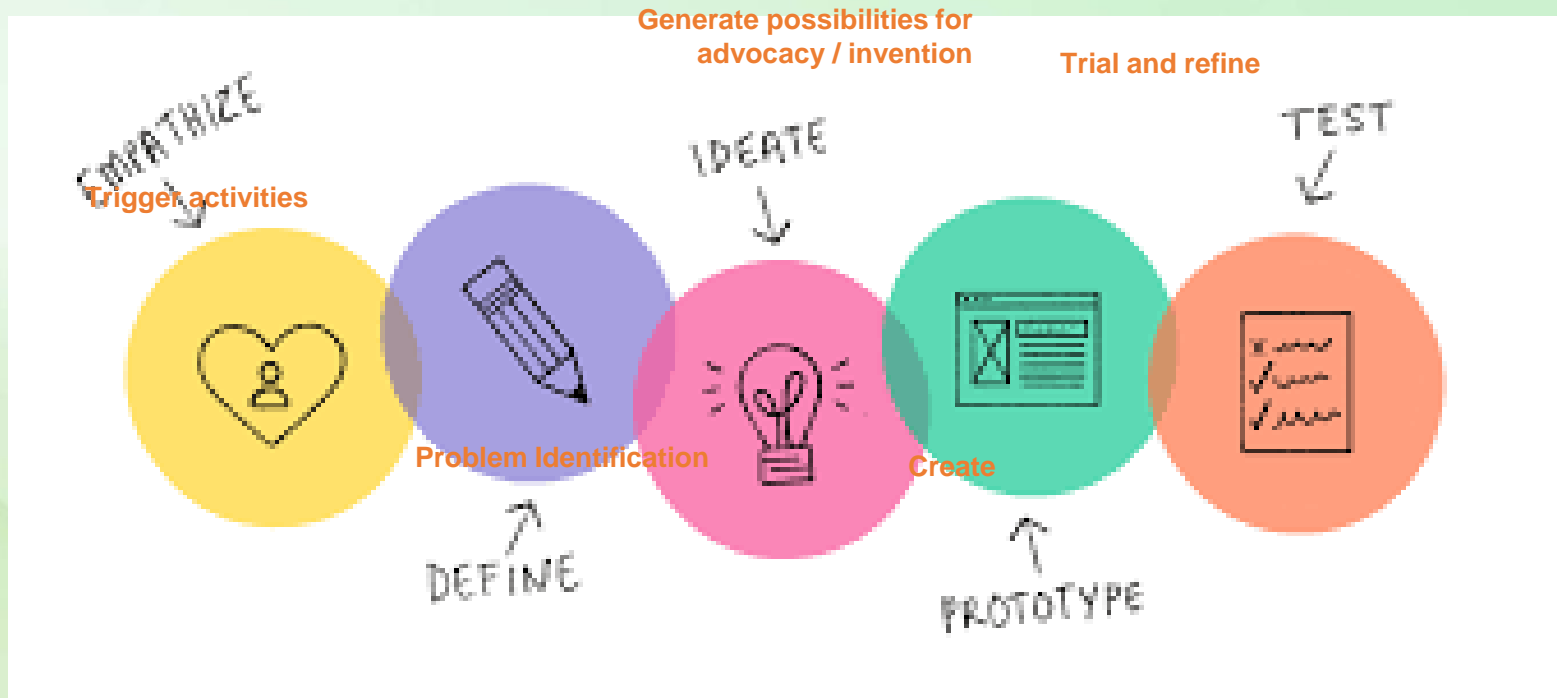 Generate possibilities for
advocacy / invention
Trial and refine
EMPATHIZE
Trigger activities
IDEATE
TEST
Problem Identification
Create
DEFINE
PROTOTYPE